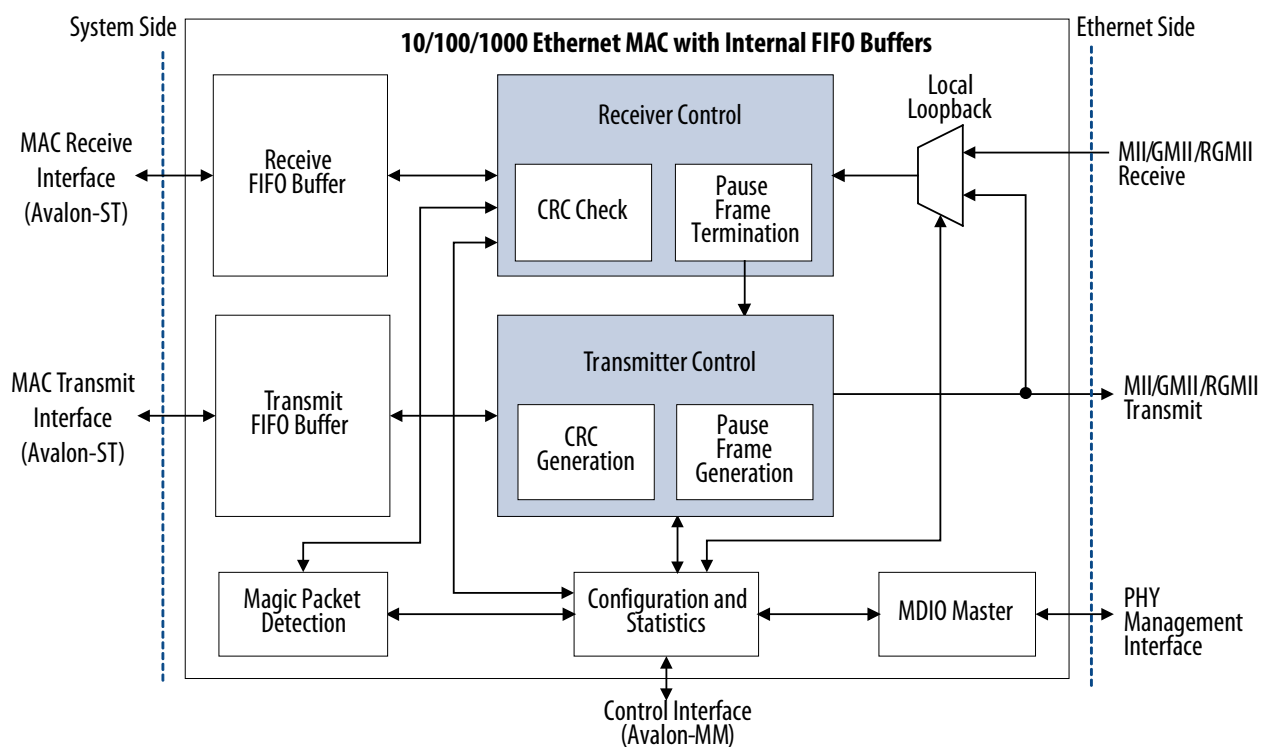 System Side
Ethernet Side
10/100/1000 Ethernet MAC with Internal FIFO Buffers
Local
Loopback
Receiver Control
MAC Receive
Interface
(Avalon-ST)
Receive
FIFO Buffer
CRC Check
Pause
Frame
Termination
MII/GMII/RGMII
Receive
Transmitter Control
MAC Transmit
Interface
(Avalon-ST)
Transmit
FIFO Buffer
CRC
Generation
Pause
Frame
Generation
MII/GMII/RGMII
Transmit
Magic Packet
Detection
Configuration and
Statistics
MDIO Master
PHY
Management
Interface
Control Interface
(Avalon-MM)